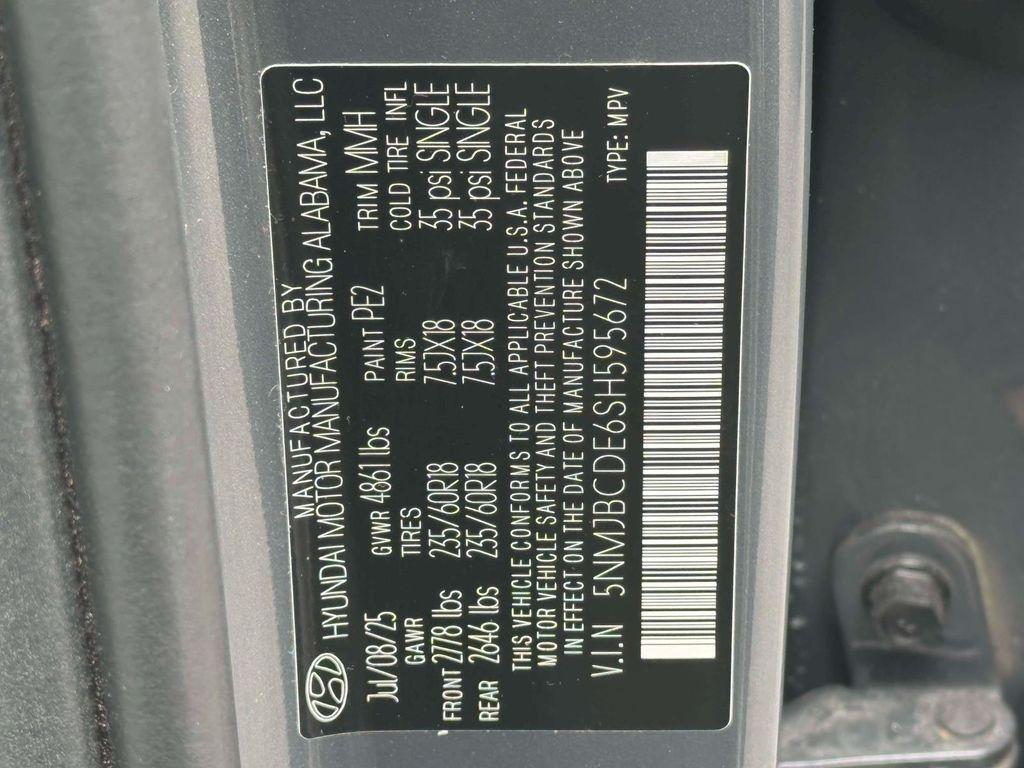 MANUFACTURED BY
HYUNDAI MOTOR MANUFACTURING ALABAMA, LLC
JU/08/25 GVWR 4861 lbs PAINT PE2 TRIM MMH
GAWR TIRES RIMS COLD TIRE INFL
FRONT 2778 lbs 235/60R18 7.5JX18 35 psi SINGLE
REAR 2646 lbs 235/60R18 7.5JX18 35 psi SINGLE
THIS VEHICLE CONFORMS TO ALL APPLICABLE U.S.A. FEDERAL
MOTOR VEHICLE SAFETY AND THEFT PREVENTION STANDARDS
IN EFFECT ON THE DATE OF MANUFACTURE SHOWN ABOVE
V.I.N 5NMJBCDE6SH595672 TYPE: MPV